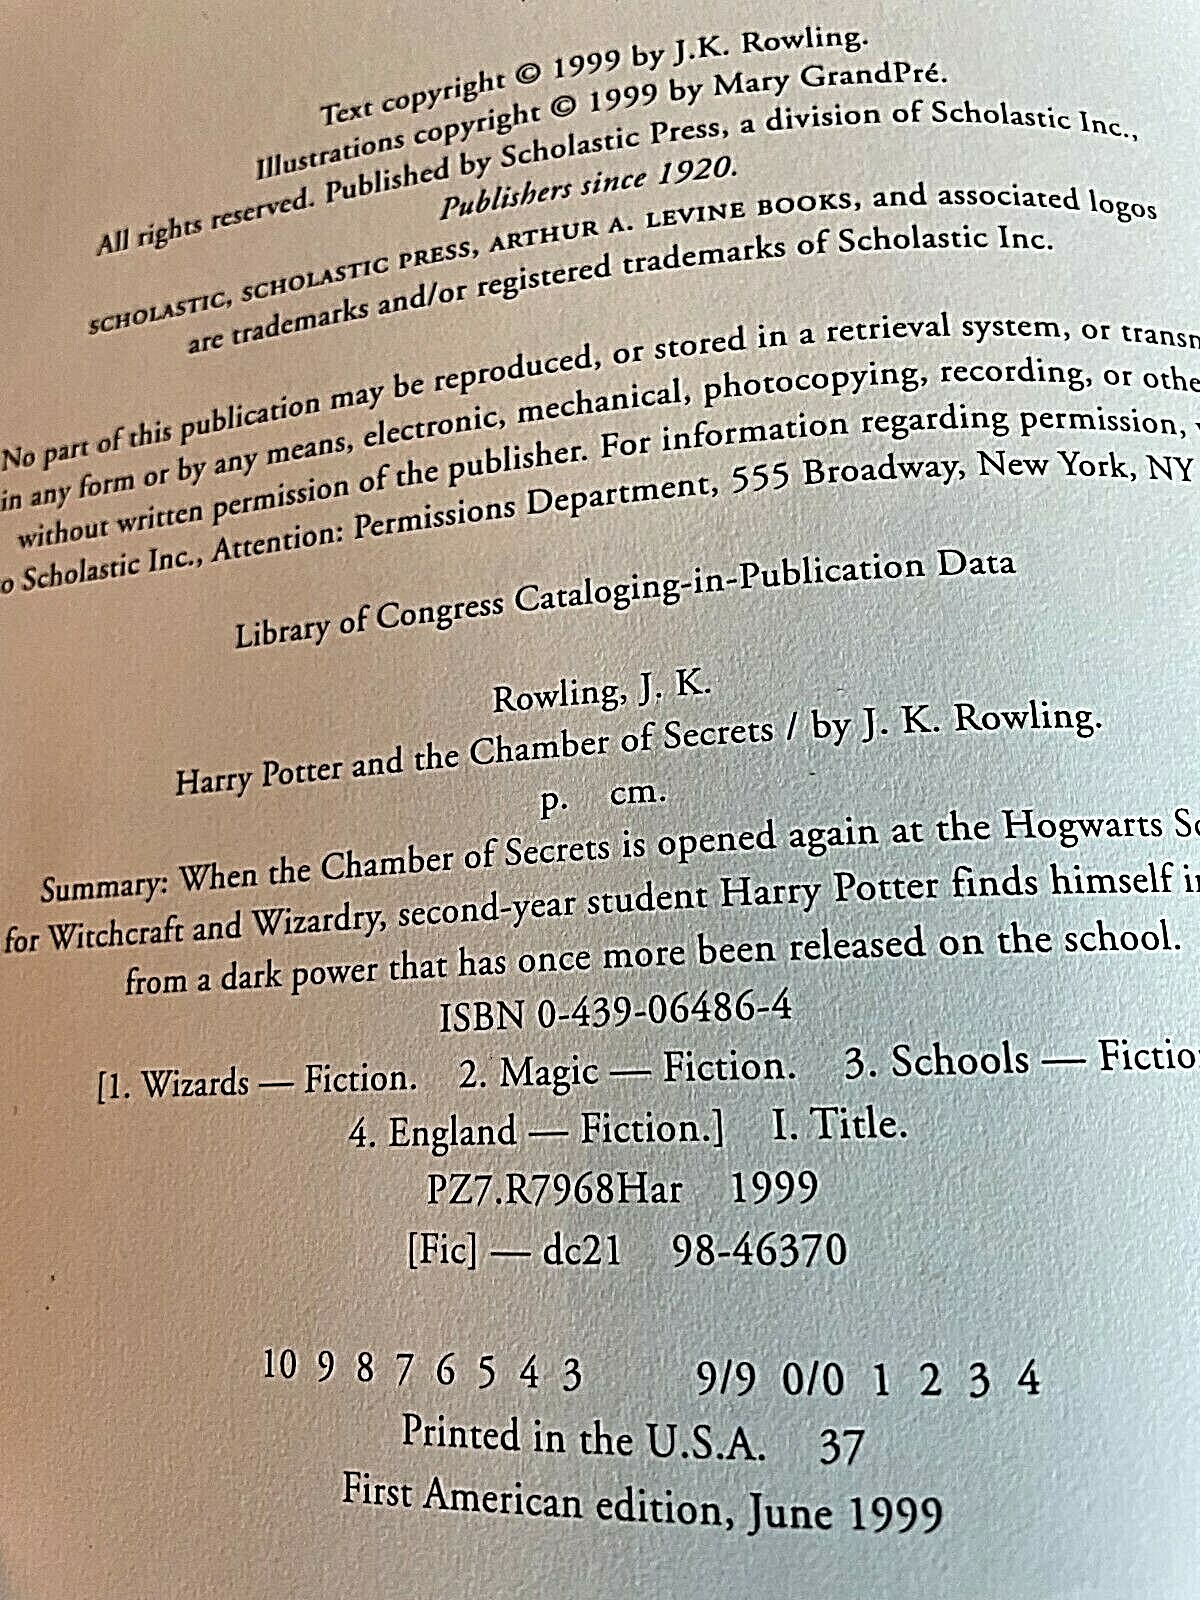 Text copyright © 1999 by J.K. Rowling.
Illustrations copyright © 1999 by Mary GrandPré.
All rights reserved. Published by Scholastic Press, a division of Scholastic Inc.,
Publishers since 1920.
SCHOLASTIC, SCHOLASTIC PRESS, ARTHUR A. LEVINE BOOKS, and associated logos
are trademarks and/or registered trademarks of Scholastic Inc.
No part of this publication may be reproduced, or stored in a retrieval system, or
in any form or by any means, electronic, mechanical, photocopying, recording, or
without written permission of the publisher. For information regarding permission,
Scholastic Inc., Attention: Permissions Department, 555 Broadway, New York, NY
Library of Congress Cataloging-in-Publication Data
Rowling, J. K.
Harry Potter and the Chamber of Secrets / by J. K. Rowling.
p. cm.
Summary: When the Chamber of Secrets is opened again at the Hogwarts
for Witchcraft and Wizardry, second-year student Harry Potter finds himself
from a dark power that has once more been released on the school.
ISBN 0-439-06486-4
[1. Wizards — Fiction. 2. Magic — Fiction. 3. Schools —
4. England — Fiction.] I. Title.
PZ7.R7968Har 1999
[Fic] — dc21 98-46370
10 9 8 7 6 5 4 3 9/9 0/0 1 2 3 4
Printed in the U.S.A. 37
First American edition, June 1999